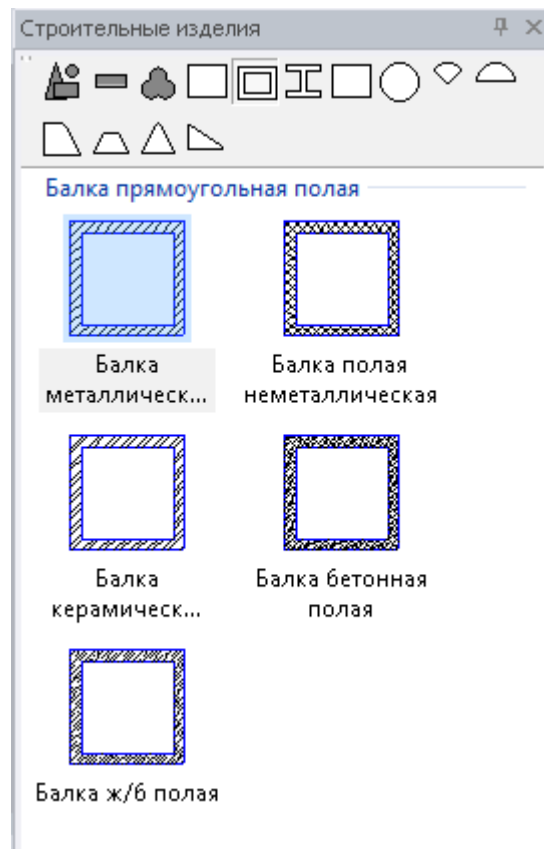 Строительные изделия
Балка прямоугольная полая
Балка
металлическ...
Балка полая
неметаллическая
Балка
керамическ...
Балка бетонная
полая
Балка ж/б полая